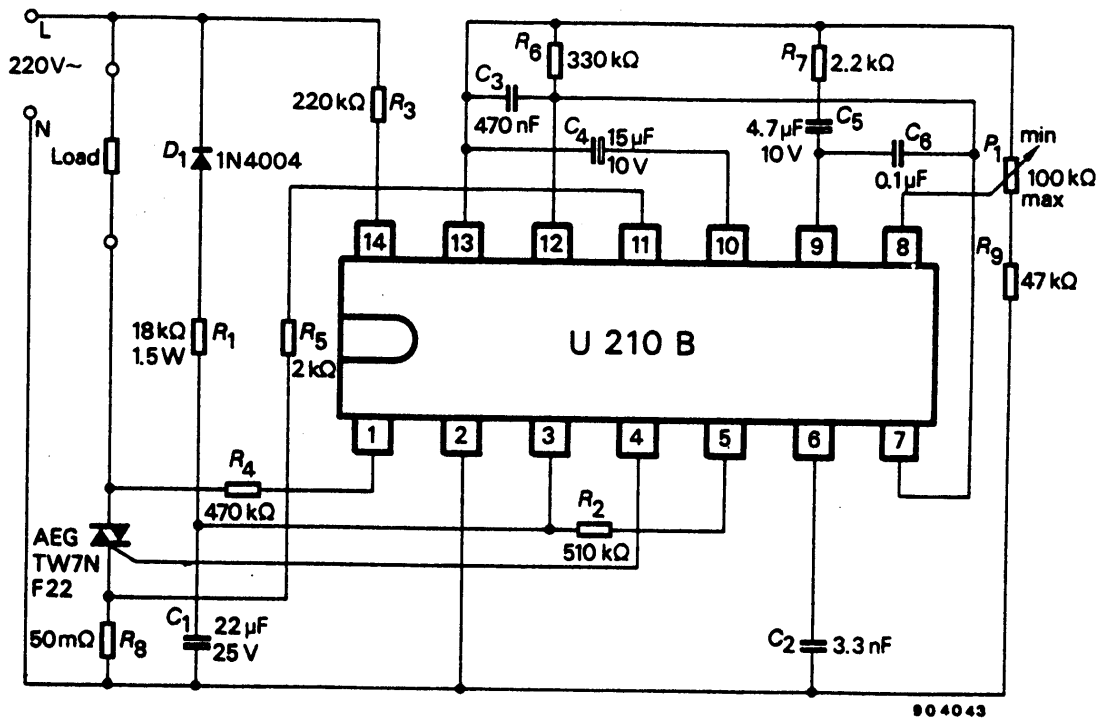 L
220V~
N
Load
D1
1N4004
220 kΩ
R3
C3
470 nF
R6
330 kΩ
C4
15 µF
10 V
R7
2.2 kΩ
4.7 µF
10 V
C5
C6
0.1 µF
P1
min
100 kΩ
max
R9
47 kΩ
14
13
12
11
10
9
8
18 kΩ
1.5 W
R1
R5
2 kΩ
U 210 B
1
2
3
4
5
6
7
R4
470 kΩ
R2
510 kΩ
AEG
TW7N
F22
50 mΩ
R8
C1
22 µF
25 V
C2
3.3 nF
904043